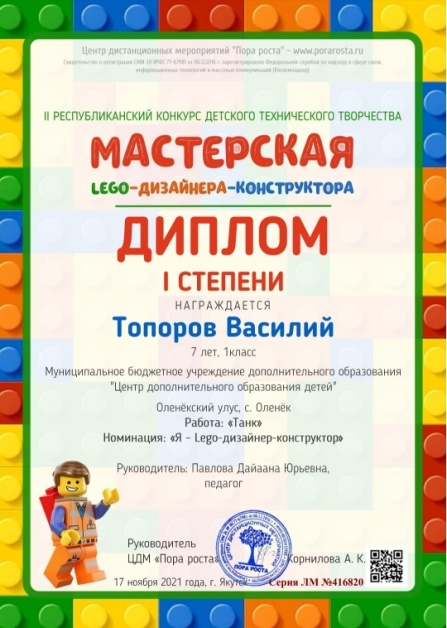 Центр дистанционных мероприятий "Пора роста" - www.porarosta.ru
II РЕСПУБЛИКАНСКИЙ КОНКУРС ДЕТСКОГО ТЕХНИЧЕСКОГО ТВОРЧЕСТВА
МАСТЕРСКАЯ
LEGO-ДИЗАЙНЕРА-КОНСТРУКТОРА
ДИПЛОМ
I СТЕПЕНИ
НАГРАЖДАЕТСЯ
Топоров Василий
7 лет, 1класс
Муниципальное бюджетное учреждение дополнительного образования
"Центр дополнительного образования детей"
Оленёкский улус, с. Оленёк
Работа: «Танк»
Номинация: «Я – Lego-дизайнер-конструктор»
Руководитель: Павлова Дайаана Юрьевна,
педагог
Руководитель
ЦДМ «Пора роста» Корнилова А. К.
ПОРА РОСТА
17 ноября 2021 года, г. Якутск Серия ЛМ №416820